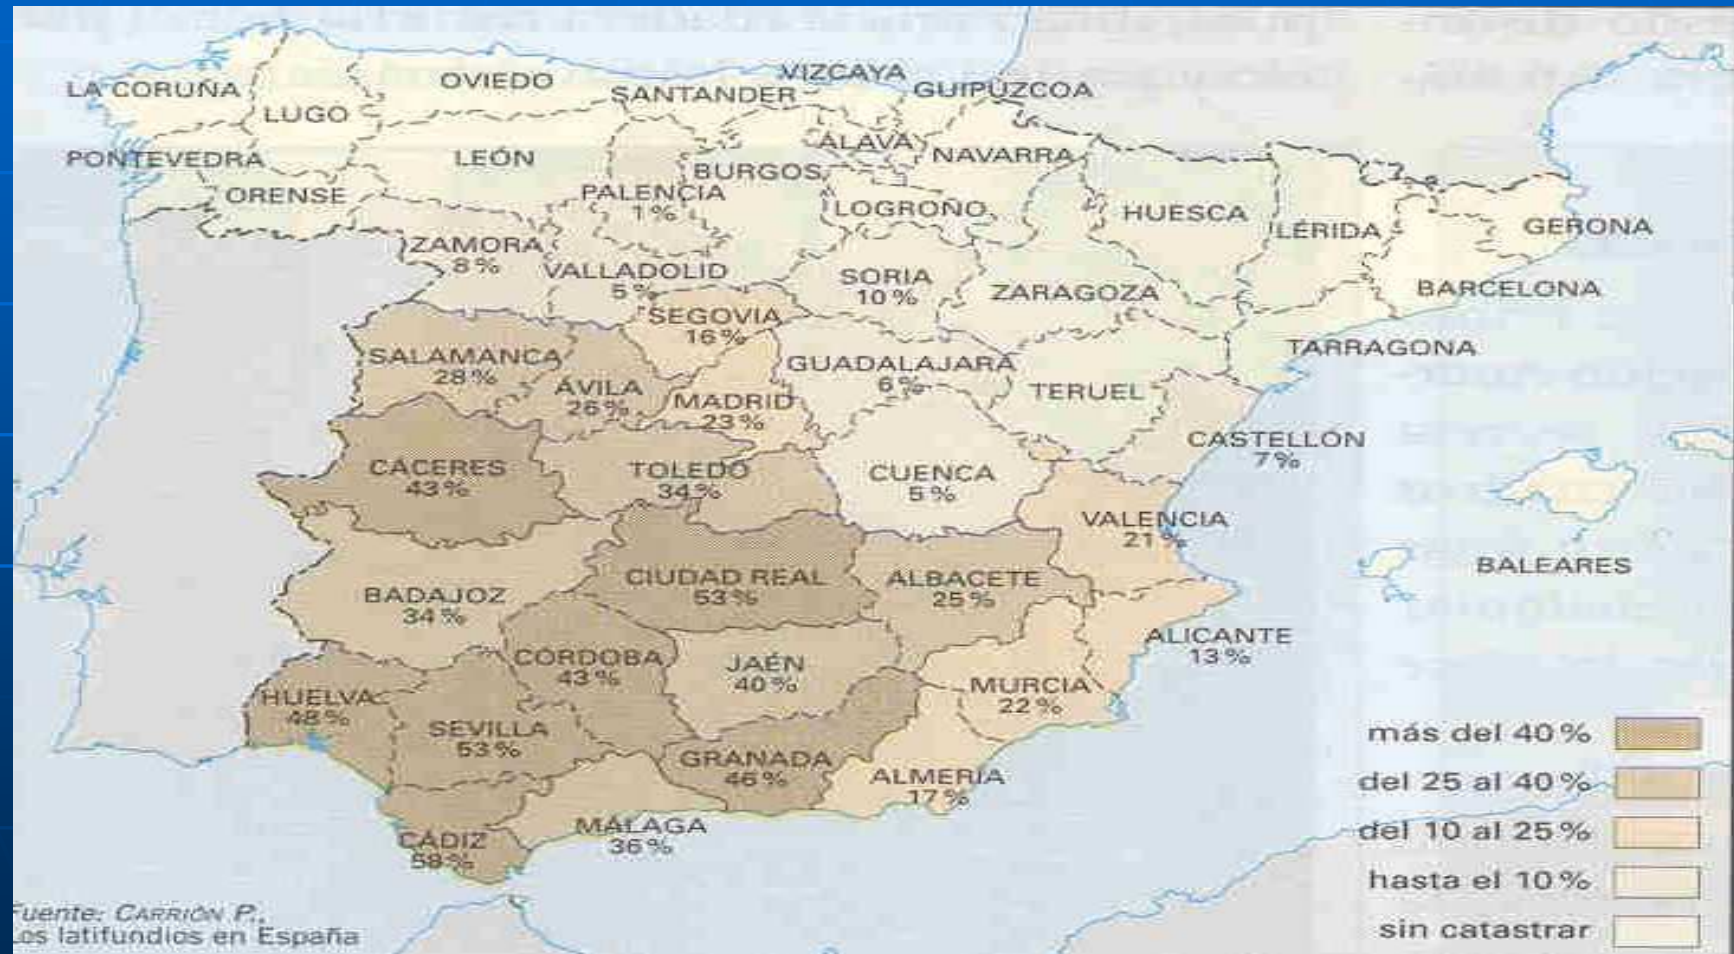 LA CORUÑA
LUGO
OVIEDO
SANTANDER
VIZCAYA
GUIPÚZCOA
PONTEVEDRA
ORENSE
LEÓN
PALENCIA
1 %
BURGOS
ÁLAVA
NAVARRA
LOGROÑO
HUESCA
LÉRIDA
GERONA
BARCELONA
ZAMORA
8 %
VALLADOLID
5 %
SORIA
10 %
ZARAGOZA
SEGOVIA
16 %
TARRAGONA
SALAMANCA
28 %
ÁVILA
26 %
MADRID
23 %
GUADALAJARA
6 %
TERUEL
CASTELLÓN
7 %
CÁCERES
43 %
TOLEDO
34 %
CUENCA
5 %
VALENCIA
21 %
BALEARES
BADAJOZ
34 %
CIUDAD REAL
53 %
ALBACETE
25 %
ALICANTE
13 %
CÓRDOBA
43 %
JAÉN
40 %
MURCIA
22 %
HUELVA
48 %
SEVILLA
53 %
GRANADA
46 %
ALMERÍA
17 %
CÁDIZ
58 %
MÁLAGA
36 %
más del 40 %
del 25 al 40 %
del 10 al 25 %
hasta el 10 %
sin catastrar
Fuente: CARRIÓN P.,
Los latifundios en España